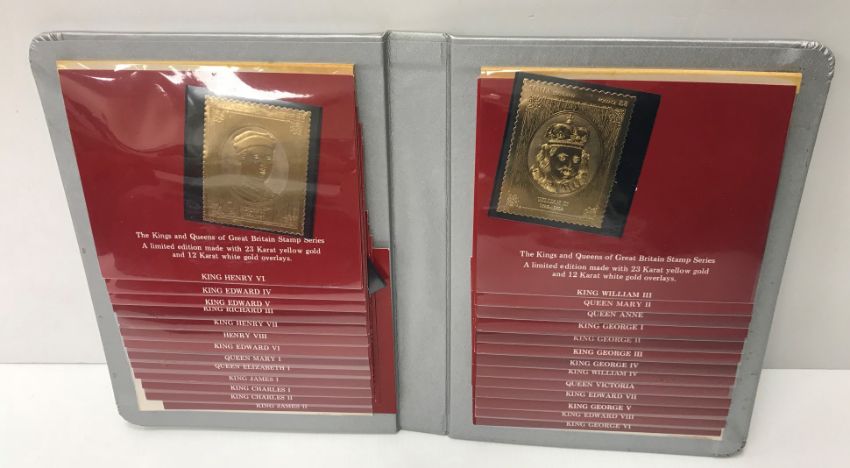 The Kings and Queens of Great Britain Stamp Series
A limited edition made with 23 Karat yellow gold
and 12 Karat white gold overlays.
KING HENRY VI
KING EDWARD IV
KING EDWARD V
KING RICHARD III
KING HENRY VII
HENRY VIII
KING EDWARD VI
QUEEN MARY I
QUEEN ELIZABETH I
KING JAMES I
KING CHARLES I
KING CHARLES II
KING JAMES II
WILLIAM III
The Kings and Queens of Great Britain Stamp Series
A limited edition made with 23 Karat yellow gold
and 12 Karat white gold overlays.
KING WILLIAM III
QUEEN MARY II
QUEEN ANNE
KING GEORGE I
KING GEORGE II
KING GEORGE III
KING GEORGE IV
KING WILLIAM IV
QUEEN VICTORIA
KING EDWARD VII
KING GEORGE V
KING EDWARD VIII
KING GEORGE VI